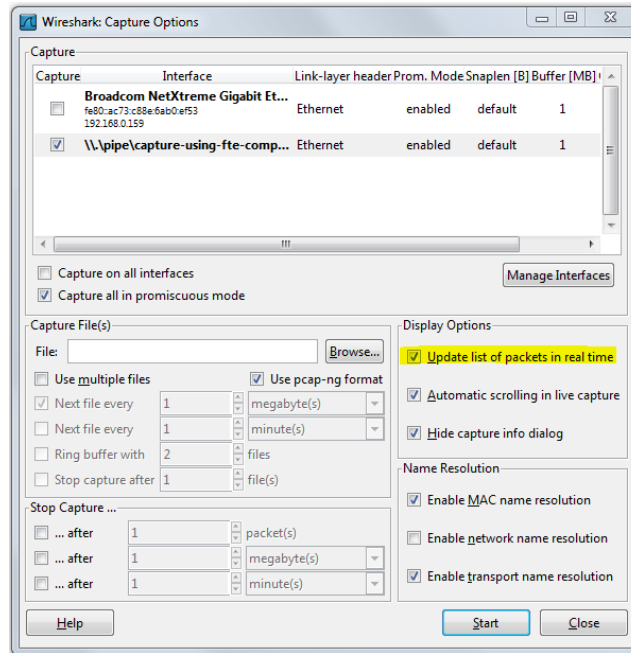 Wireshark: Capture Options
Capture
Capture Interface Link-layer header Prom. Mode Snaplen [B] Buffer [MB]
Broadcom NetXtreme Gigabit Et...
fe80::ac73:c88e:6ab0:ef53
192.168.0.159
Ethernet enabled default 1
\\.\pipe\capture-using-fte-comp... Ethernet enabled default 1
Capture on all interfaces
Capture all in promiscuous mode
Manage Interfaces
Capture File(s)
File: Browse...
Use multiple files Use pcap-ng format
Next file every 1 megabyte(s)
Next file every 1 minute(s)
Ring buffer with 2 files
Stop capture after 1 file(s)
Stop Capture ...
... after 1 packet(s)
... after 1 megabyte(s)
... after 1 minute(s)
Display Options
Update list of packets in real time
Automatic scrolling in live capture
Hide capture info dialog
Name Resolution
Enable MAC name resolution
Enable network name resolution
Enable transport name resolution
Help Start Close